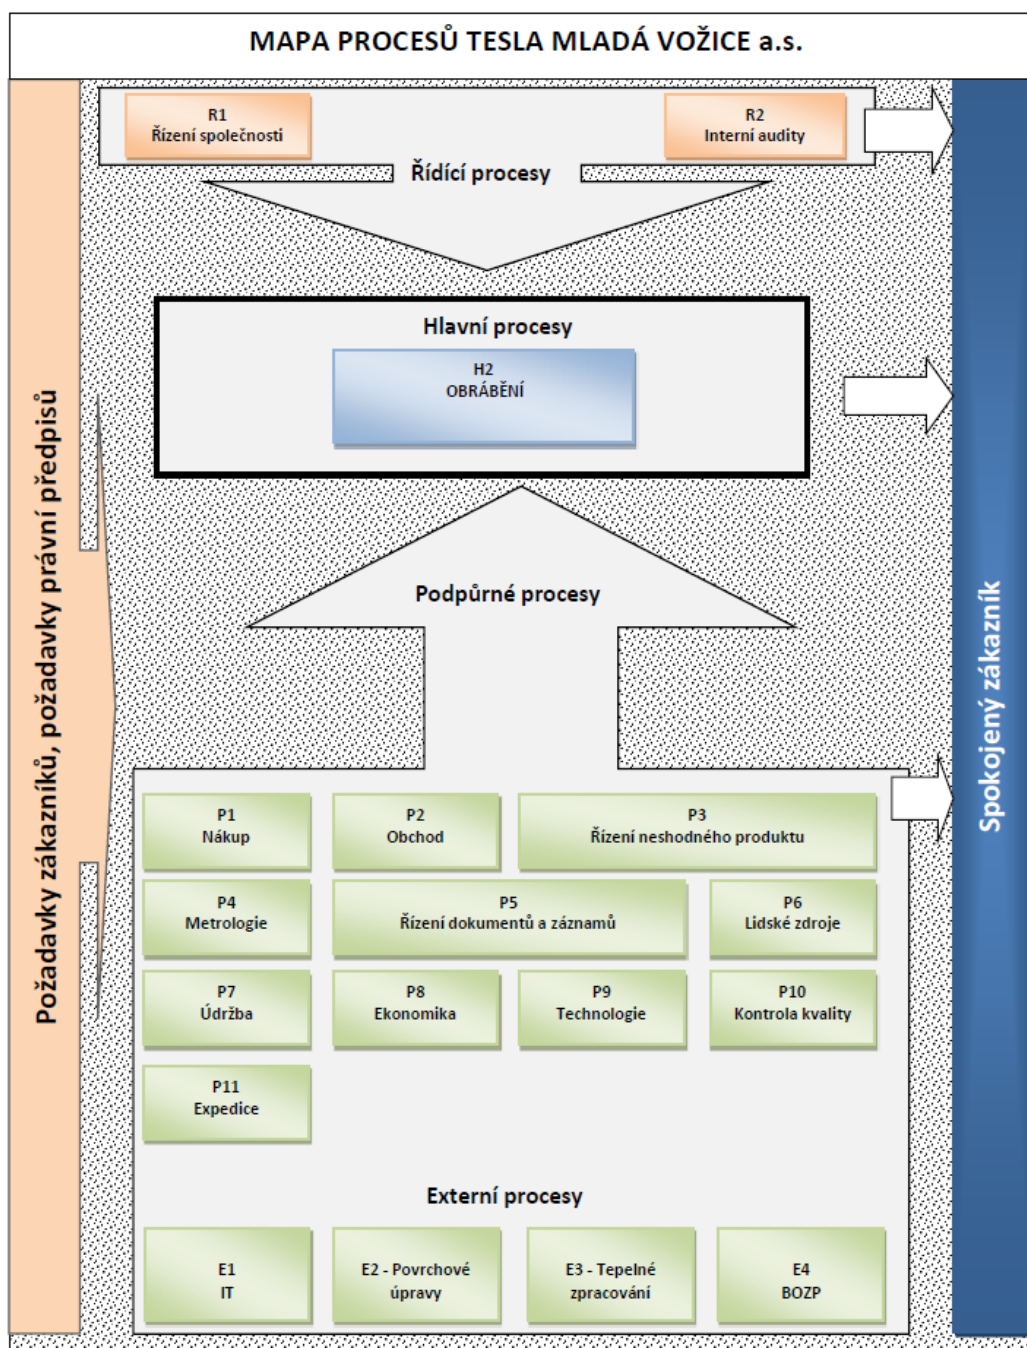 MAPA PROCESŮ TESLA MLADÁ VOŽICE a.s.
Požadavky zákazníků, požadavky právní předpisů
R1
Řízení společnosti
R2
Interní audity
Řídící procesy
Hlavní procesy
H2
OBRÁBĚNÍ
Podpůrné procesy
P1
Nákup
P2
Obchod
P3
Řízení neshodného produktu
P4
Metrologie
P5
Řízení dokumentů a záznamů
P6
Lidské zdroje
P7
Údržba
P8
Ekonomika
P9
Technologie
P10
Kontrola kvality
P11
Expedice
Externí procesy
E1
IT
E2 - Povrchové
úpravy
E3 - Tepelné
zpracování
E4
BOZP
Spokojený zákazník